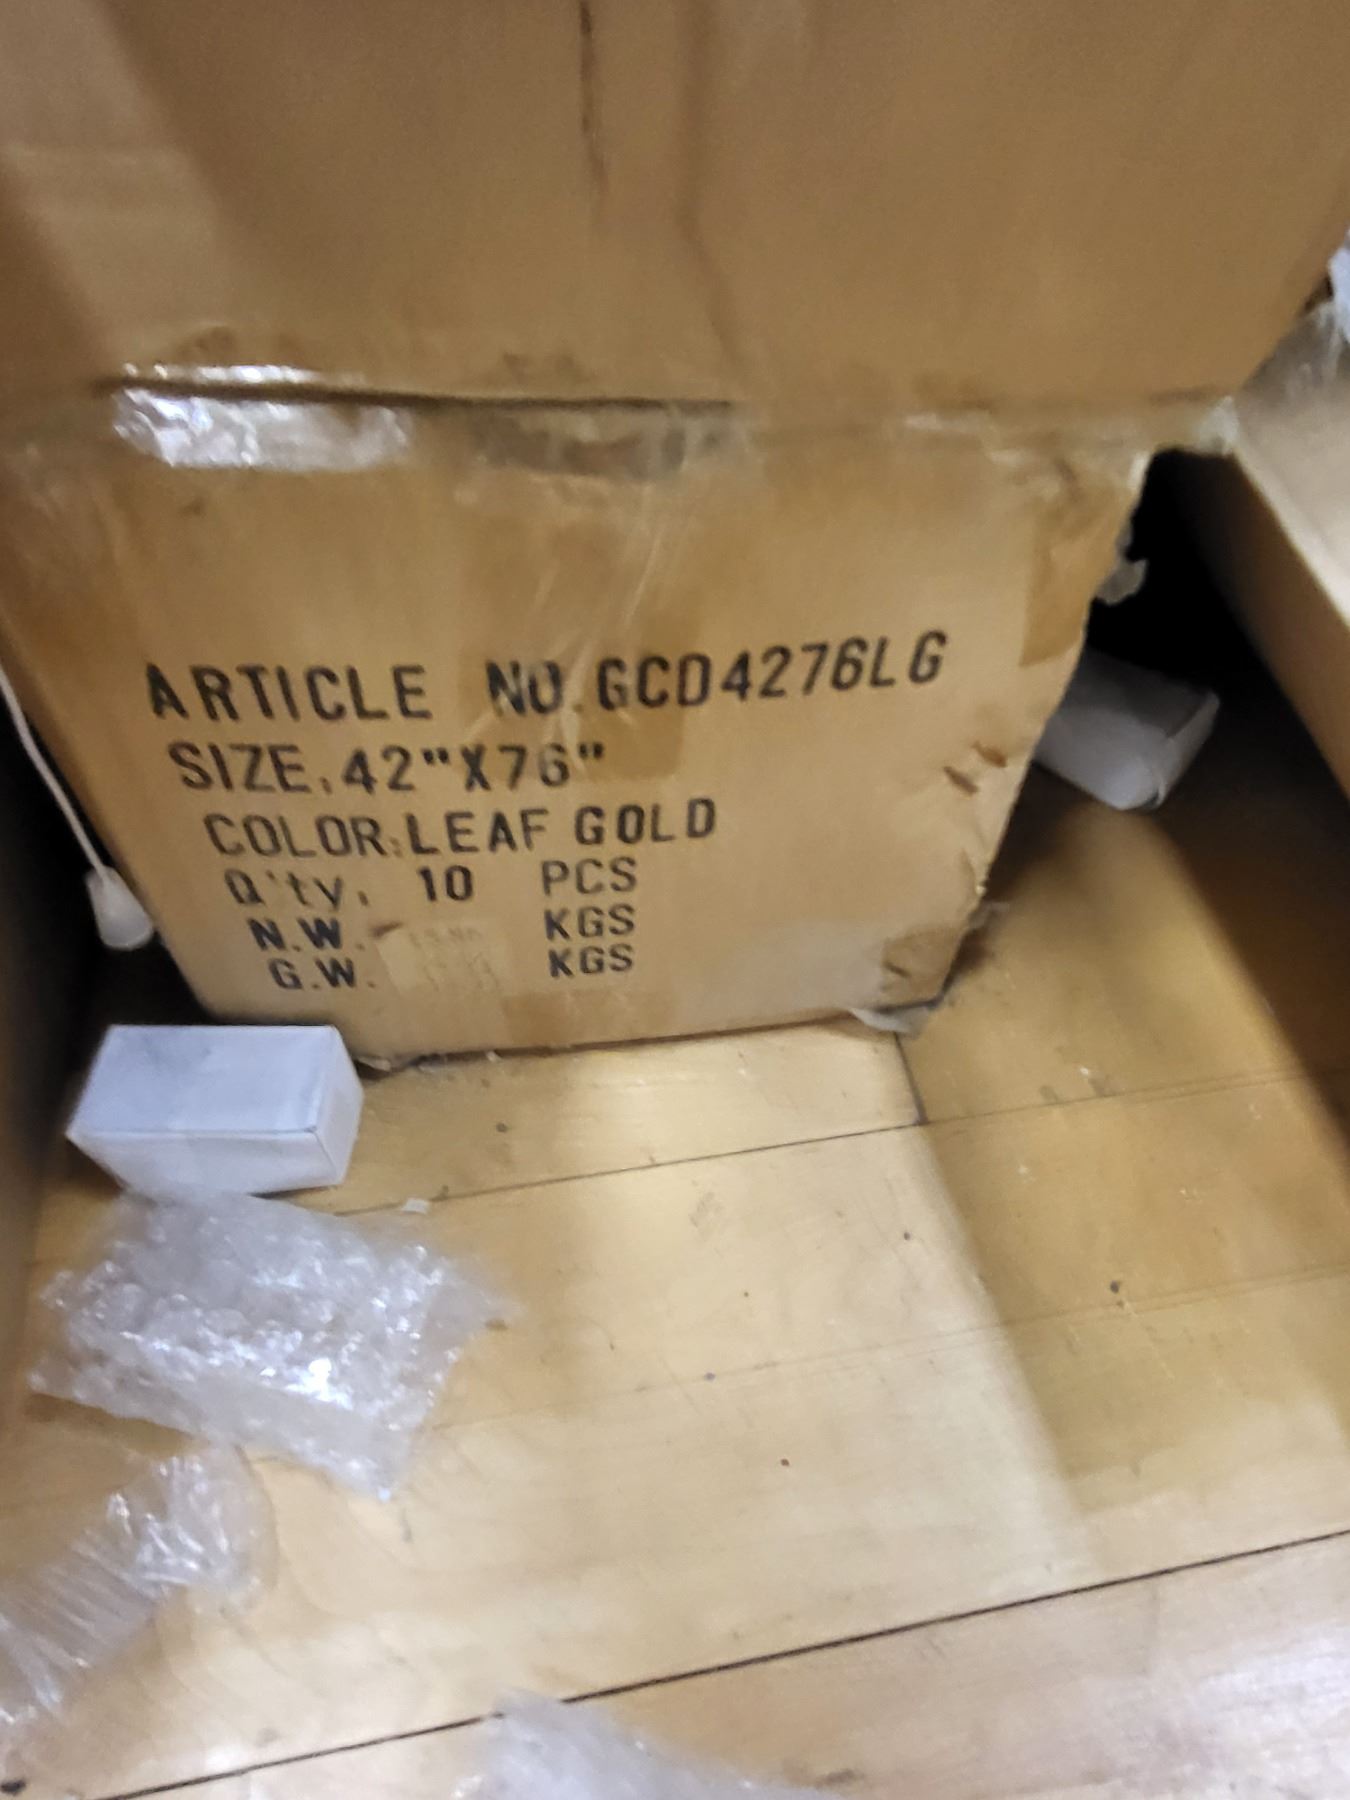 ARTICLE NO. GCD4276LG
SIZE. 42"X76"
COLOR: LEAF GOLD
Q'ty. 10 PCS
N.W. KGS
G.W. KGS